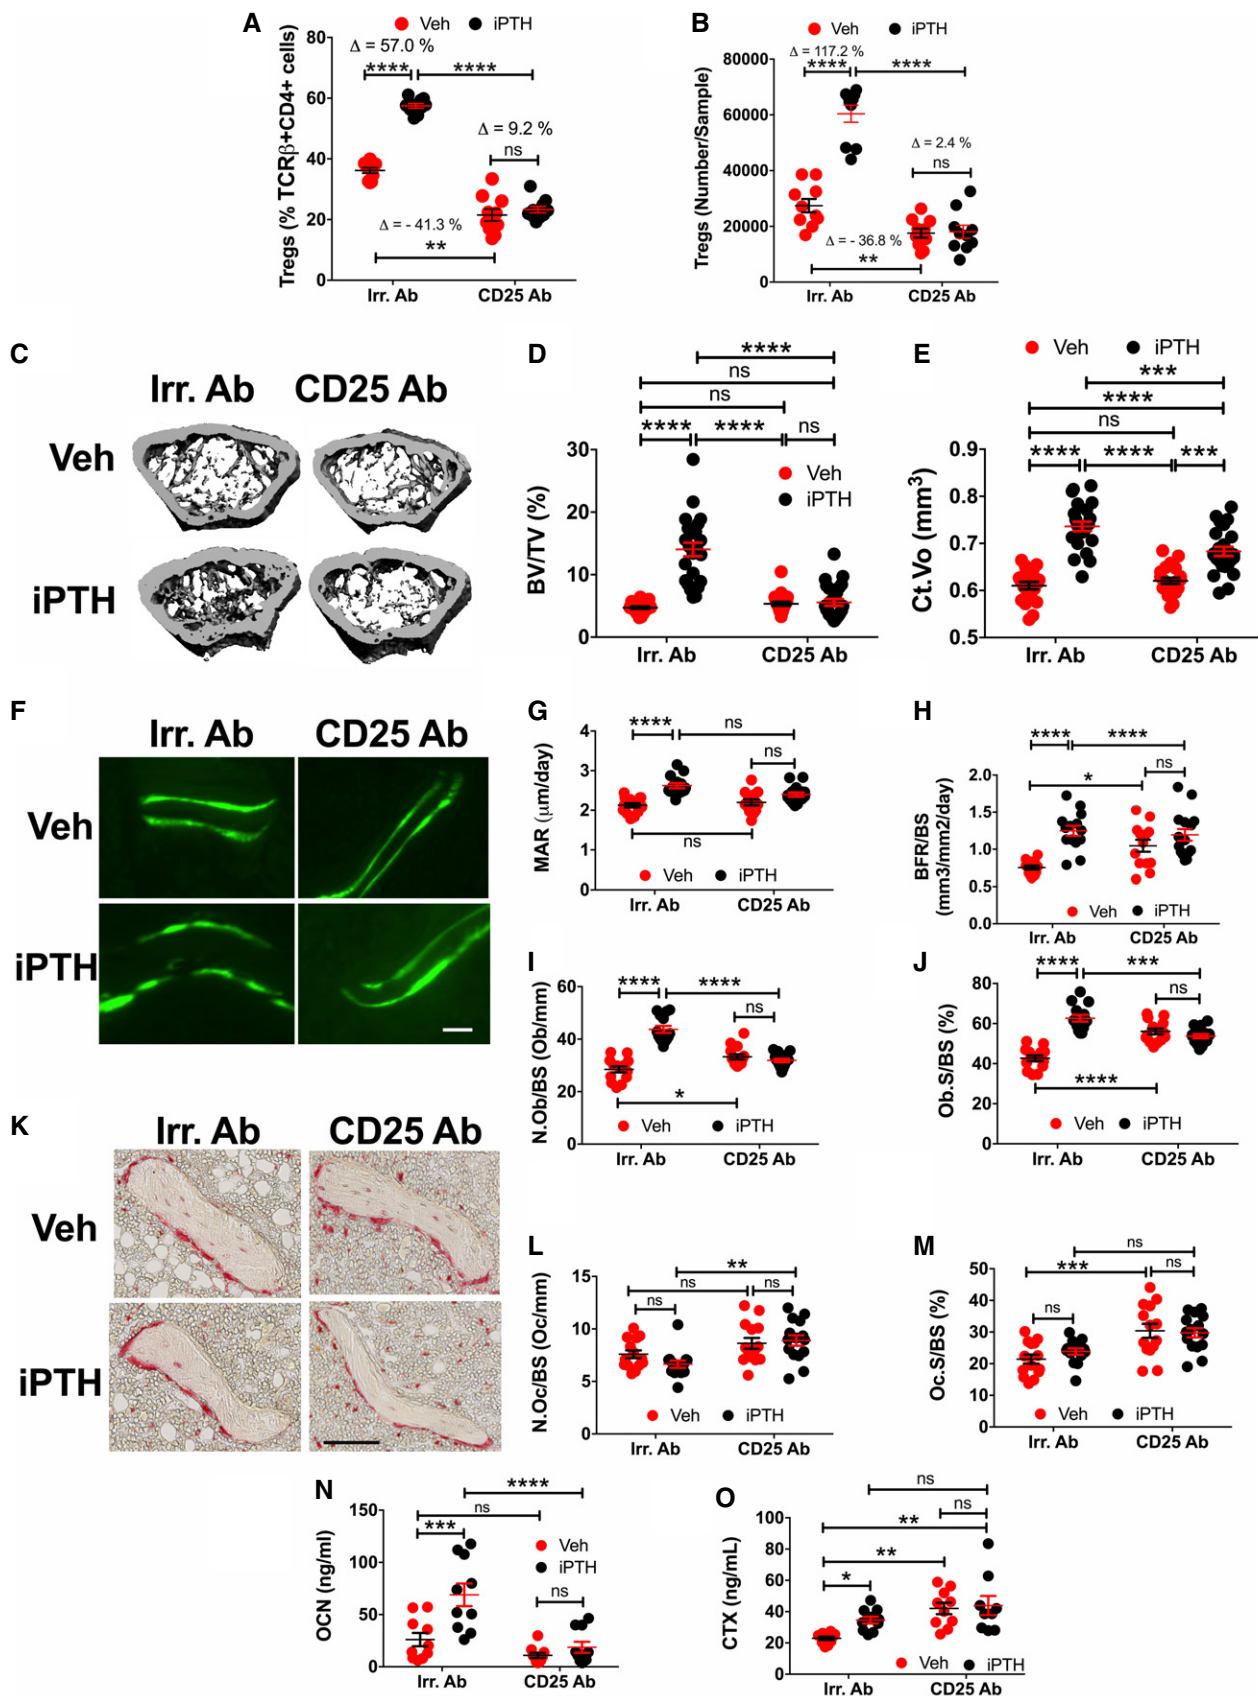 A
Veh iPTH
Δ = 57.0 %
**** ****
Δ = 9.2 %
ns
Δ = - 41.3 %
**
Tregs (% TCRβ+CD4+ cells)
80
60
40
20
0
Irr. Ab CD25 Ab
B
Veh iPTH
Δ = 117.2 %
**** ****
Δ = 2.4 %
ns
Δ = - 36.8 %
**
Tregs (Number/Sample)
80000
60000
40000
20000
0
Irr. Ab CD25 Ab
C
Irr. Ab CD25 Ab
Veh
iPTH
D
****
ns
ns
**** **** ns
Veh
iPTH
BV/TV (%)
30
20
10
0
Irr. Ab CD25 Ab
E
Veh iPTH
***
****
ns
**** **** ***
Ct.Vo (mm3)
0.9
0.8
0.7
0.6
0.5
Irr. Ab CD25 Ab
F
Irr. Ab CD25 Ab
Veh
iPTH
G
**** ns
ns
ns
MAR (μm/day)
4
3
2
1
0
Veh iPTH
Irr. Ab CD25 Ab
H
**** ****
* ns
BFR/BS
(mm3/mm2/day)
2.0
1.5
1.0
0.5
0.0
Veh iPTH
Irr. Ab CD25 Ab
I
**** ****
ns
*
N.Ob/BS (Ob/mm)
60
40
20
0
Veh iPTH
Irr. Ab CD25 Ab
J
**** ***
ns
****
Ob.S/BS (%)
80
60
40
20
0
Veh iPTH
Irr. Ab CD25 Ab
K
Irr. Ab CD25 Ab
Veh
iPTH
L
**
ns ns
ns
N.Oc/BS (Oc/mm)
15
10
5
0
Veh iPTH
Irr. Ab CD25 Ab
M
ns
*** ns
ns
Oc.S/BS (%)
50
40
30
20
10
0
Veh iPTH
Irr. Ab CD25 Ab
N
****
ns
***
ns
Veh
iPTH
OCN (ng/ml)
150
100
50
0
Irr. Ab CD25 Ab
O
ns
ns
**
**
*
CTX (ng/mL)
100
80
60
40
20
0
Veh iPTH
Irr. Ab CD25 Ab